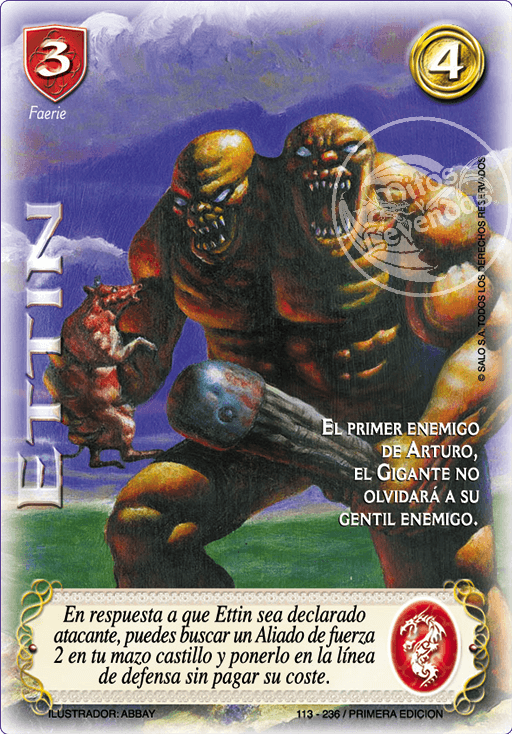 3
4
Faerie
ETTIN
Mitos
y Leyendas
© SALO S.A. TODOS LOS DERECHOS RESERVADOS
EL PRIMER ENEMIGO
DE ARTURO,
EL GIGANTE NO
OLVIDARÁ A SU
GENTIL ENEMIGO.
En respuesta a que Ettin sea declarado
atacante, puedes buscar un Aliado de fuerza
2 en tu mazo castillo y ponerlo en la línea
de defensa sin pagar su coste.
ILUSTRADOR: ABBAY
113 - 236 / PRIMERA EDICION